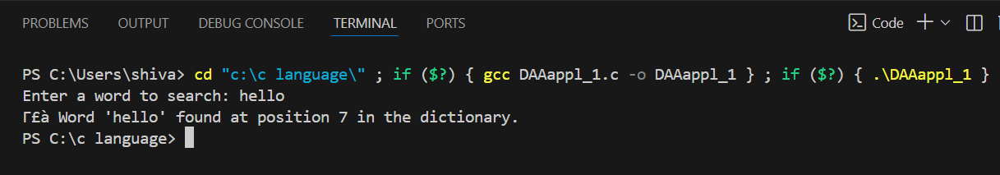 PROBLEMS OUTPUT DEBUG CONSOLE TERMINAL PORTS Code
PS C:\Users\shiva> cd "c:\c language\" ; if ($?) { gcc DAAappl_1.c -o DAAappl_1 } ; if ($?) { .\DAAappl_1 }
Enter a word to search: hello
Γ£à Word 'hello' found at position 7 in the dictionary.
PS C:\c language>